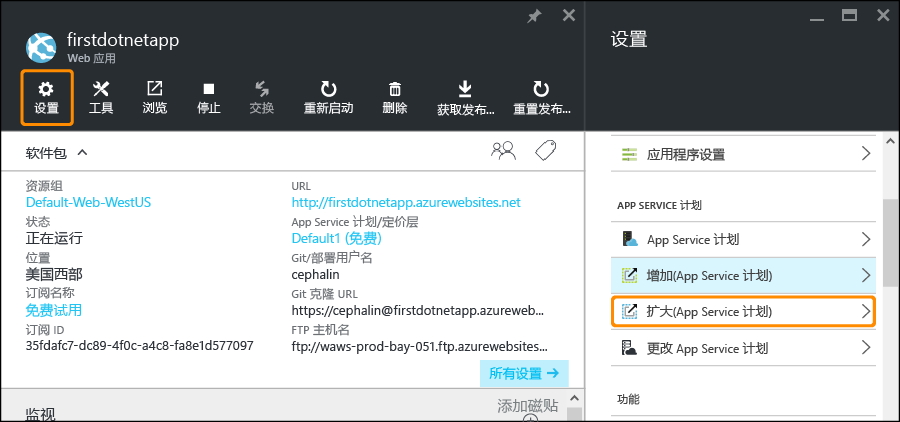 firstdotnetapp
Web 应用
设置
工具
浏览
停止
交换
重新启动
删除
获取发布...
重置发布...
软件包
资源组
Default-Web-WestUS
状态
正在运行
位置
美国西部
订阅名称
免费试用
订阅 ID
35fdafc7-dc89-4f0c-a4c8-fa8e1d577097
URL
http://firstdotnetapp.azurewebsites.net
App Service 计划/定价层
Default1 (免费)
Git/部署用户名
cephalin
Git 克隆 URL
https://cephalin@firstdotnetapp.azureweb...
FTP 主机名
ftp://waws-prod-bay-051.ftp.azurewebsites...
所有设置 →
监视
添加磁贴
设置
应用程序设置
APP SERVICE 计划
App Service 计划
增加(App Service 计划)
扩大(App Service 计划)
更改 App Service 计划
功能